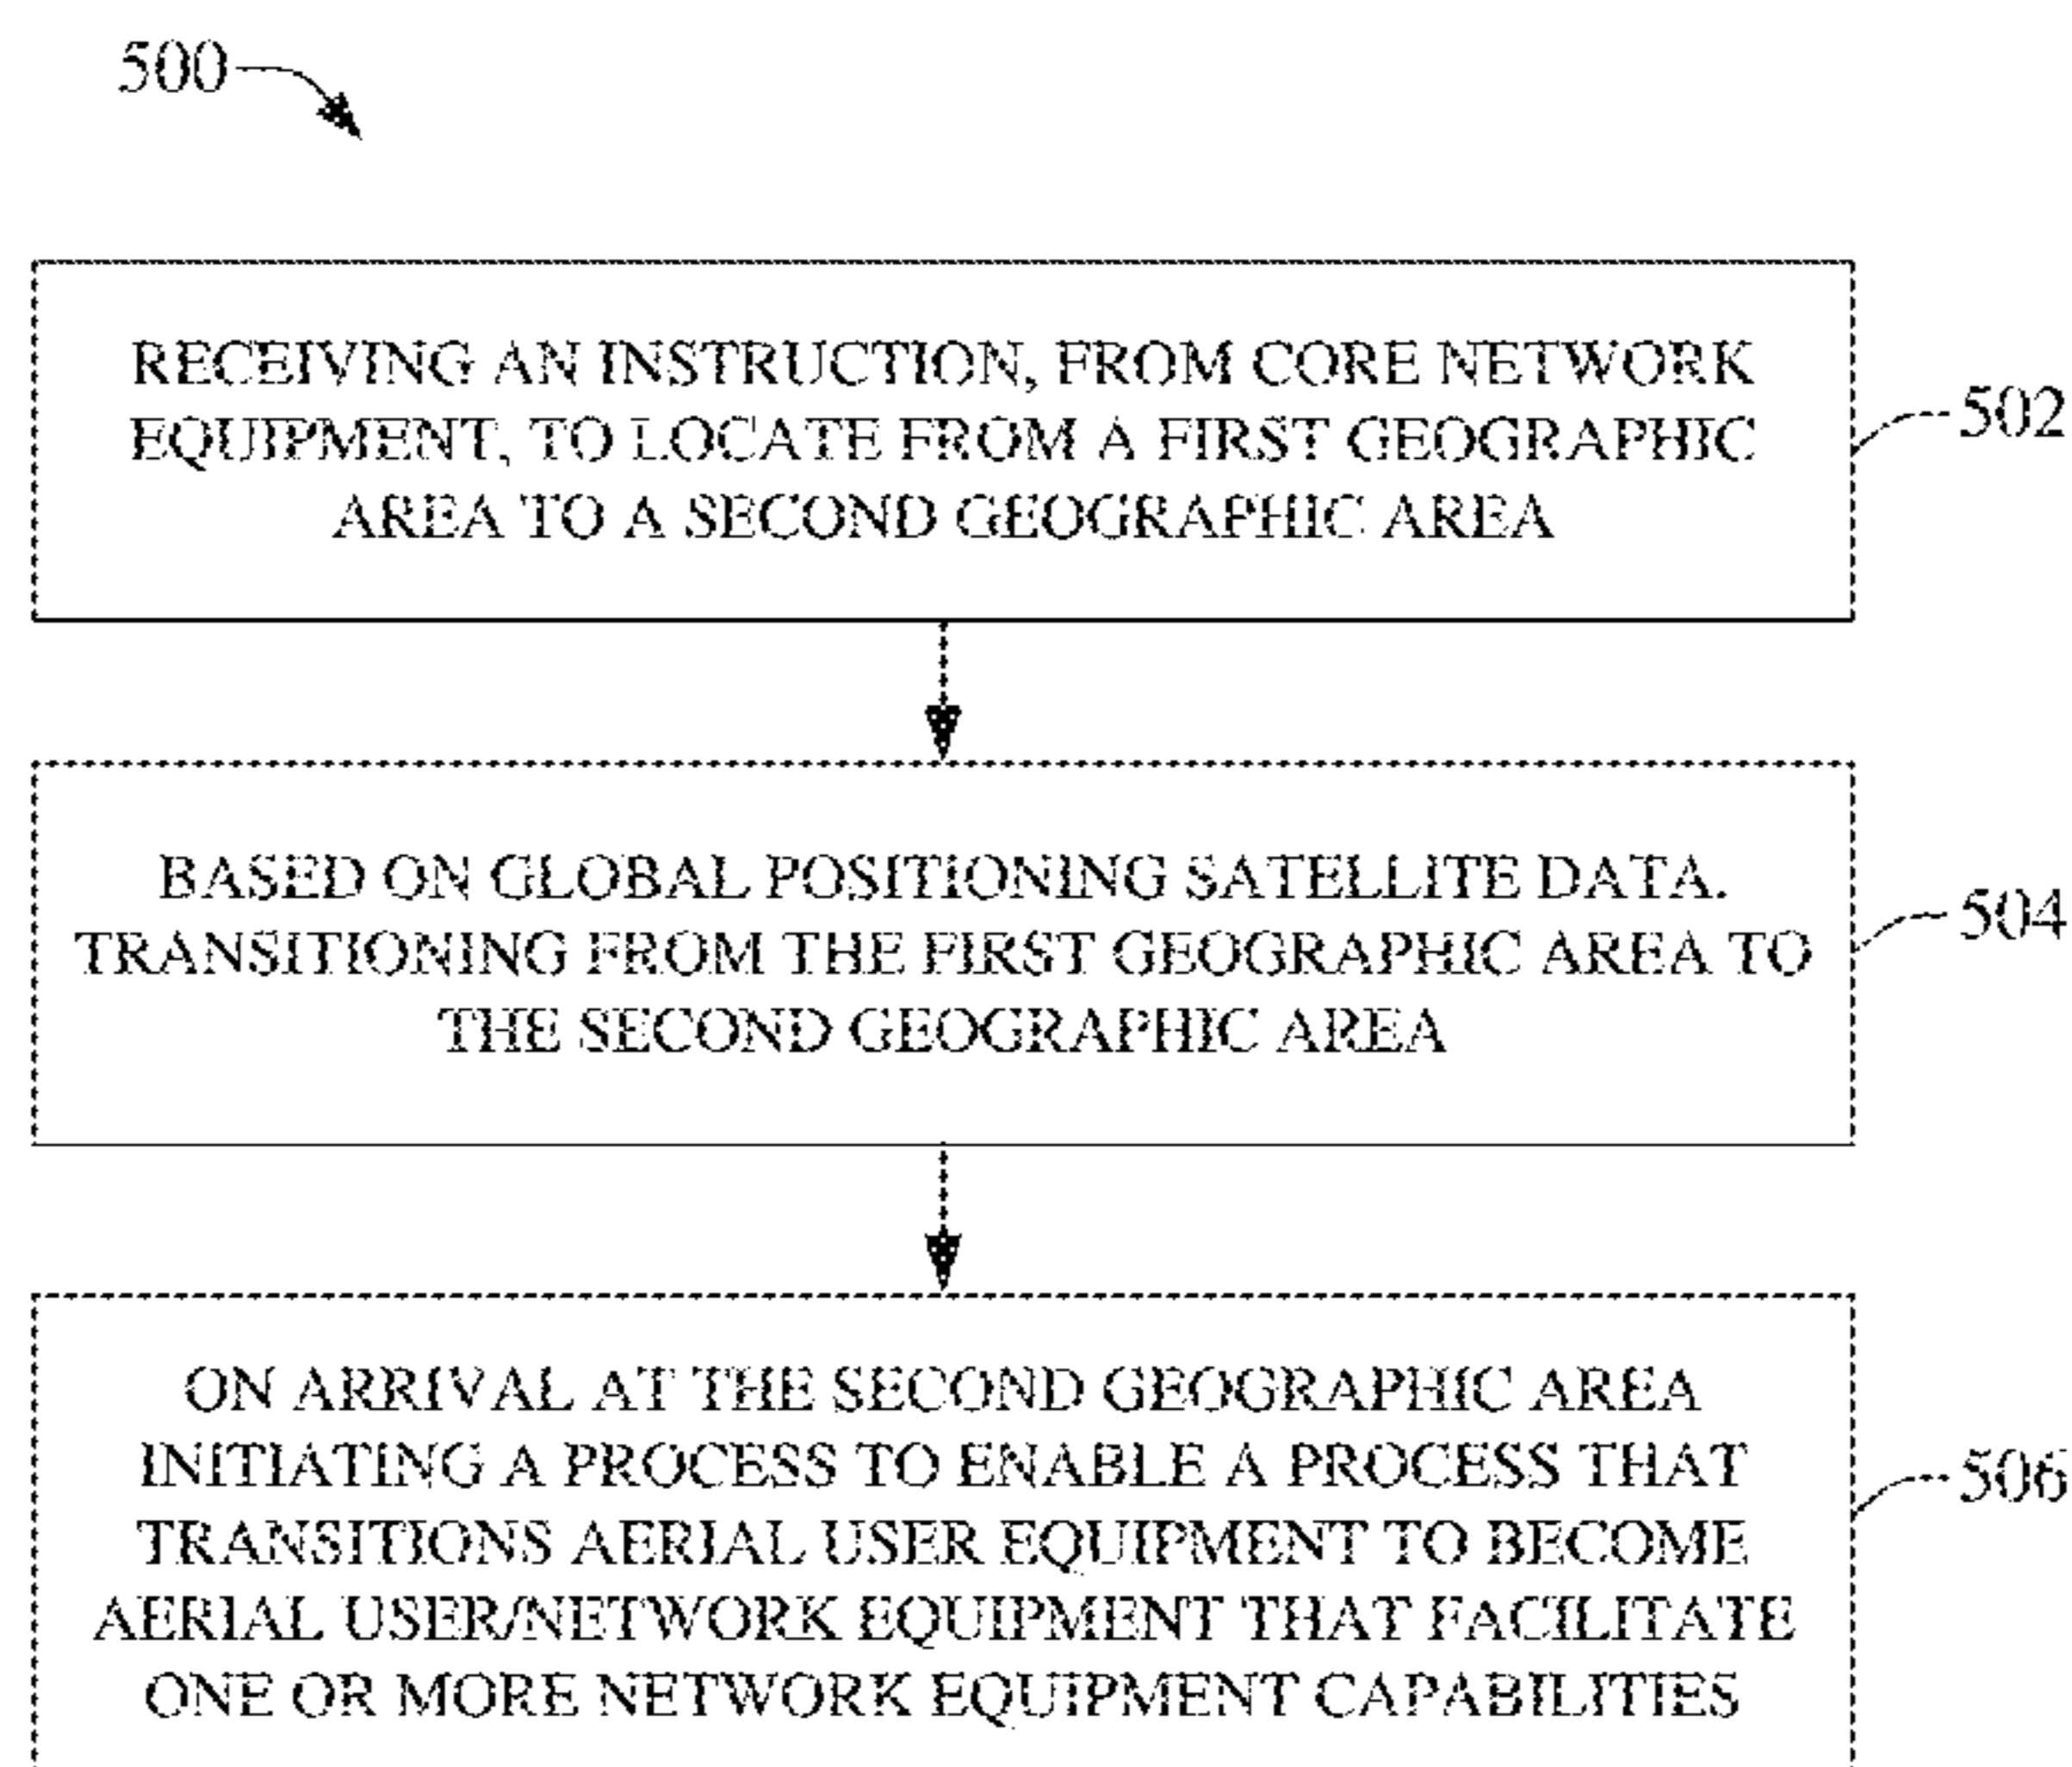 500
RECEIVING AN INSTRUCTION, FROM CORE NETWORK
EQUIPMENT, TO LOCATE FROM A FIRST GEOGRAPHIC
AREA TO A SECOND GEOGRAPHIC AREA
502
BASED ON GLOBAL POSITIONING SATELLITE DATA.
TRANSITIONING FROM THE FIRST GEOGRAPHIC AREA TO
THE SECOND GEOGRAPHIC AREA
504
ON ARRIVAL AT THE SECOND GEOGRAPHIC AREA
INITIATING A PROCESS TO ENABLE A PROCESS THAT
TRANSITIONS AERIAL USER EQUIPMENT TO BECOME
AERIAL USER/NETWORK EQUIPMENT THAT FACILITATE
ONE OR MORE NETWORK EQUIPMENT CAPABILITIES
506